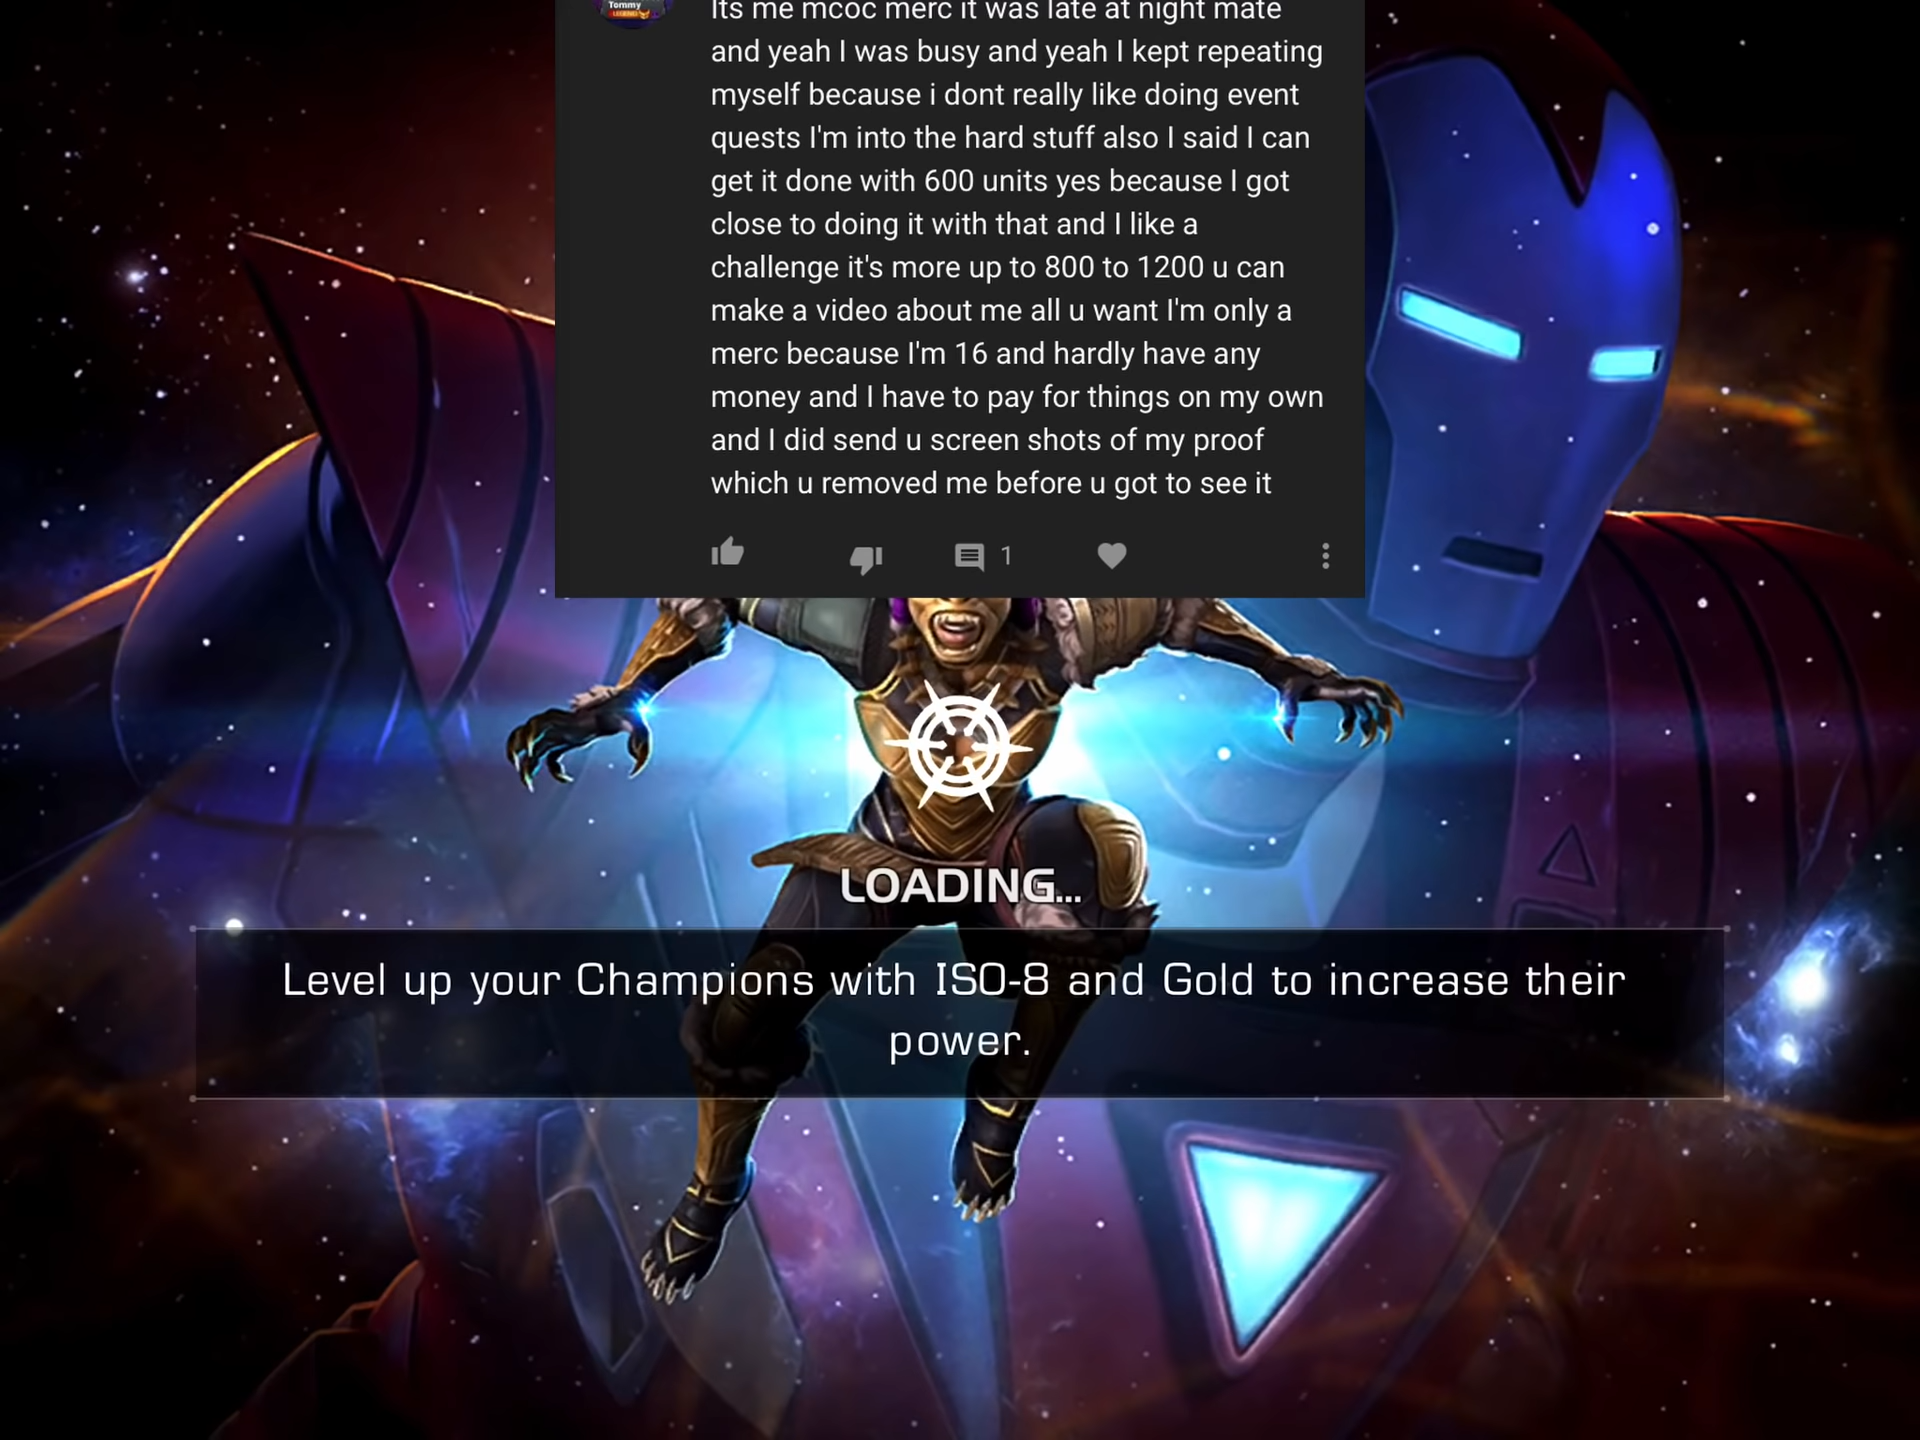 Tommy
Its me mcoc merc it was late at night mate
and yeah I was busy and yeah I kept repeating
myself because i dont really like doing event
quests I'm into the hard stuff also I said I can
get it done with 600 units yes because I got
close to doing it with that and I like a
challenge it's more up to 800 to 1200 u can
make a video about me all u want I'm only a
merc because I'm 16 and hardly have any
money and I have to pay for things on my own
and I did send u screen shots of my proof
which u removed me before u got to see it
1
LOADING...
Level up your Champions with ISO-8 and Gold to increase their
power.